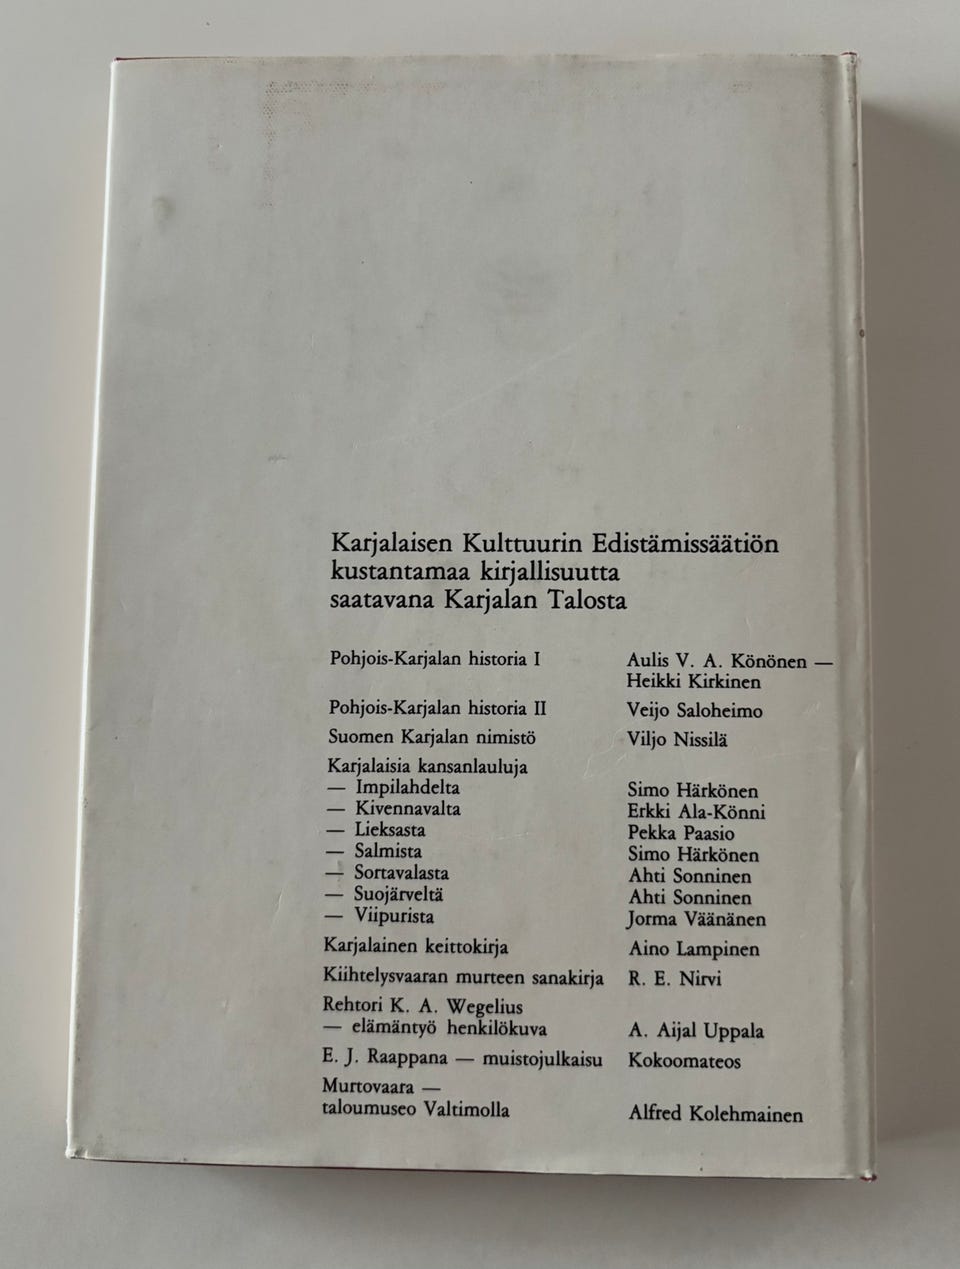 Karjalaisen Kulttuurin Edistämissäätiön
kustantamaa kirjallisuutta
saatavana Karjalan Talosta
Pohjois-Karjalan historia I Aulis V. A. Könönen —
Heikki Kirkinen
Pohjois-Karjalan historia II Veijo Saloheimo
Suomen Karjalan nimistö Viljo Nissilä
Karjalaisia kansanlauluja
— Impilahdelta Simo Härkönen
— Kivennavalta Erkki Ala-Könni
— Lieksasta Pekka Paasio
— Salmista Simo Härkönen
— Sortavalasta Ahti Sonninen
— Suojärveltä Ahti Sonninen
— Viipurista Jorma Väänänen
Karjalainen keittokirja Aino Lampinen
Kiihtelysvaaran murteen sanakirja R. E. Nirvi
Rehtori K. A. Wegelius
— elämäntyö henkilökuva A. Aijal Uppala
E. J. Raappana — muistojulkaisu Kokoomateos
Murtovaara —
taloumuseo Valtimolla Alfred Kolehmainen